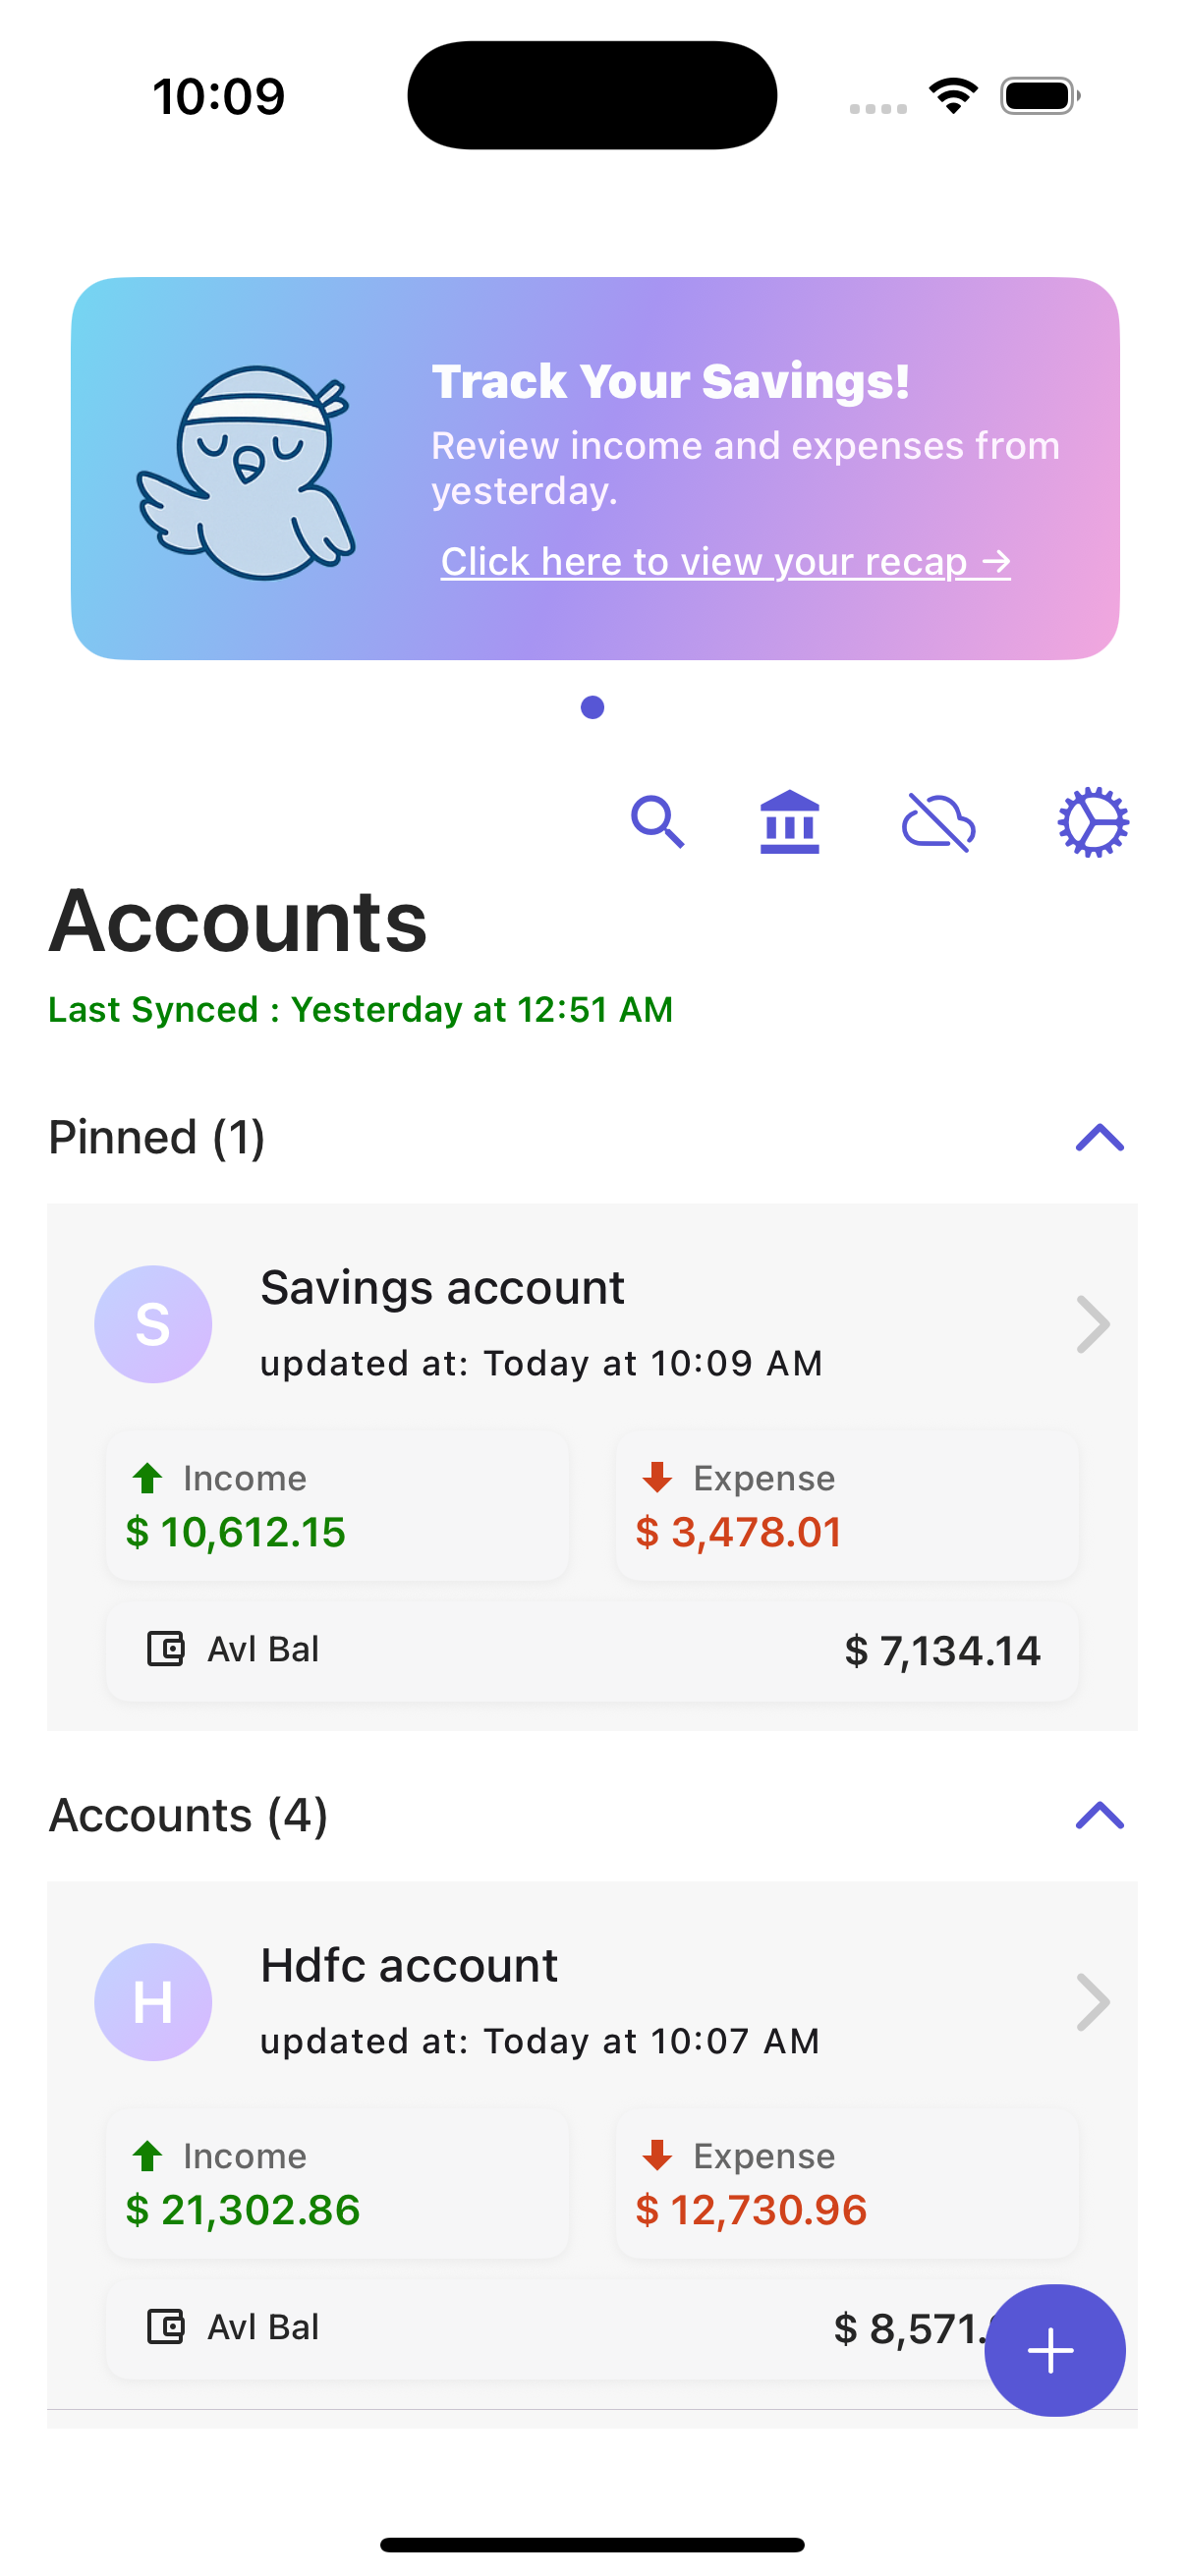 10:09
Track Your Savings!
Review income and expenses from
yesterday.
Click here to view your recap →
Accounts
Last Synced : Yesterday at 12:51 AM
Pinned (1)
S
Savings account
updated at: Today at 10:09 AM
Income
$ 10,612.15
Expense
$ 3,478.01
Avl Bal
$ 7,134.14
Accounts (4)
H
Hdfc account
updated at: Today at 10:07 AM
Income
$ 21,302.86
Expense
$ 12,730.96
Avl Bal
$ 8,571.